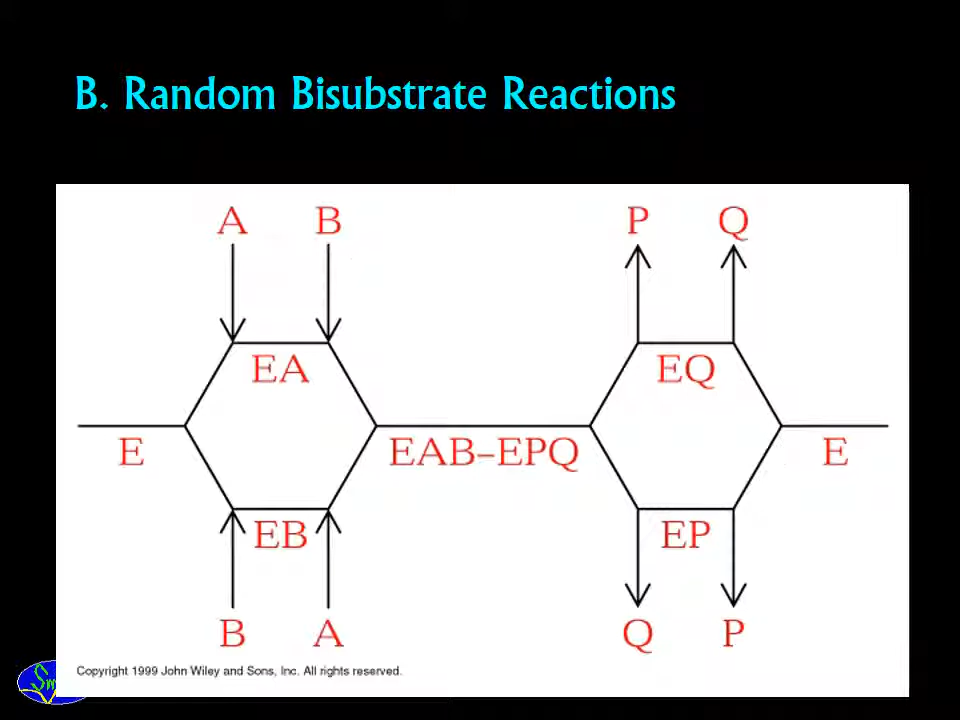 B. Random Bisubstrate Reactions
A B P Q
EA EQ
E EAB–EPQ E
EB EP
B A Q P
Copyright 1999 John Wiley and Sons, Inc. All rights reserved.